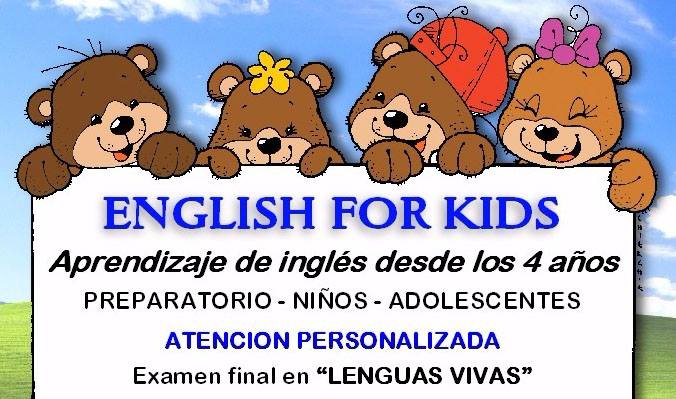 ENGLISH FOR KIDS
Aprendizaje de inglés desde los 4 años
PREPARATORIO - NIÑOS - ADOLESCENTES
ATENCION PERSONALIZADA
Examen final en “LENGUAS VIVAS”